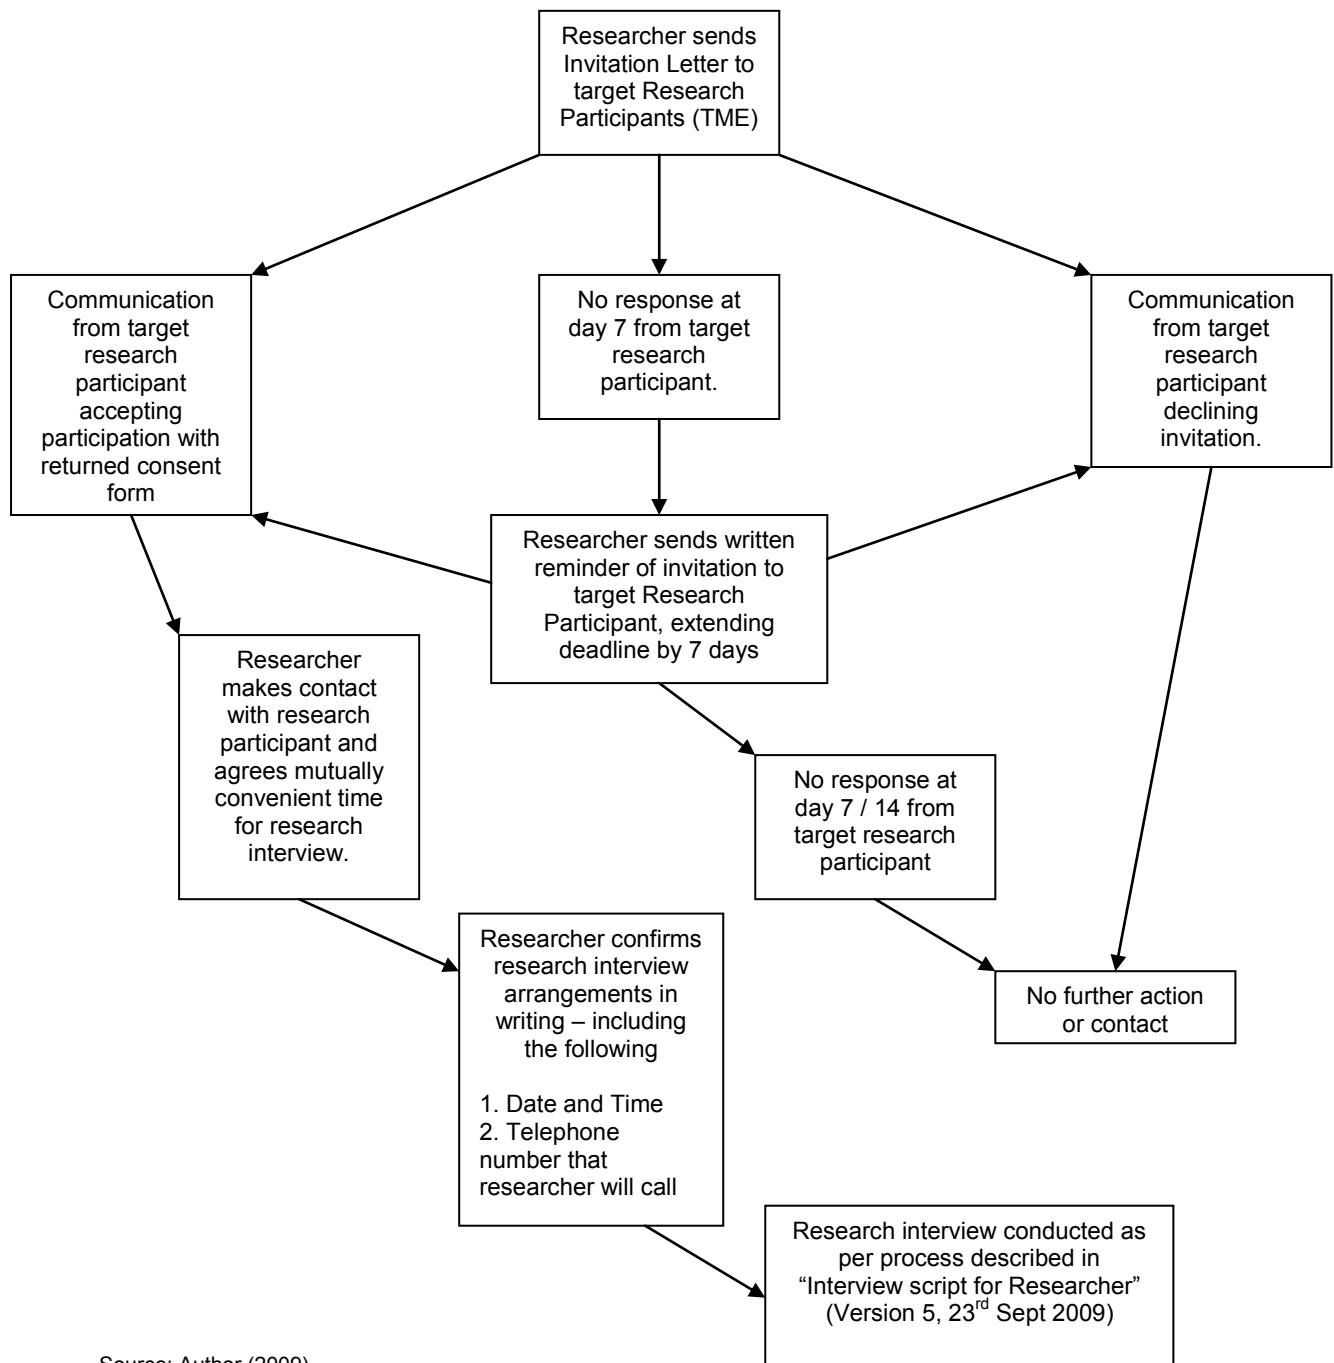 Researcher sends
Invitation Letter to
target Research
Participants (TME)
Communication
from target
research
participant
accepting
participation with
returned consent
form
No response at
day 7 from target
research
participant.
Communication
from target
research
participant
declining
invitation.
Researcher sends written
reminder of invitation to
target Research
Participant, extending
deadline by 7 days
Researcher
makes contact
with research
participant and
agrees mutually
convenient time
for research
interview.
No response at
day 7 / 14 from
target research
participant
Researcher confirms
research interview
arrangements in
writing – including
the following
1. Date and Time
2. Telephone
number that
researcher will call
No further action
or contact
Research interview conducted as
per process described in
“Interview script for Researcher”
(Version 5, 23rd Sept 2009)
Source: Author (2009)